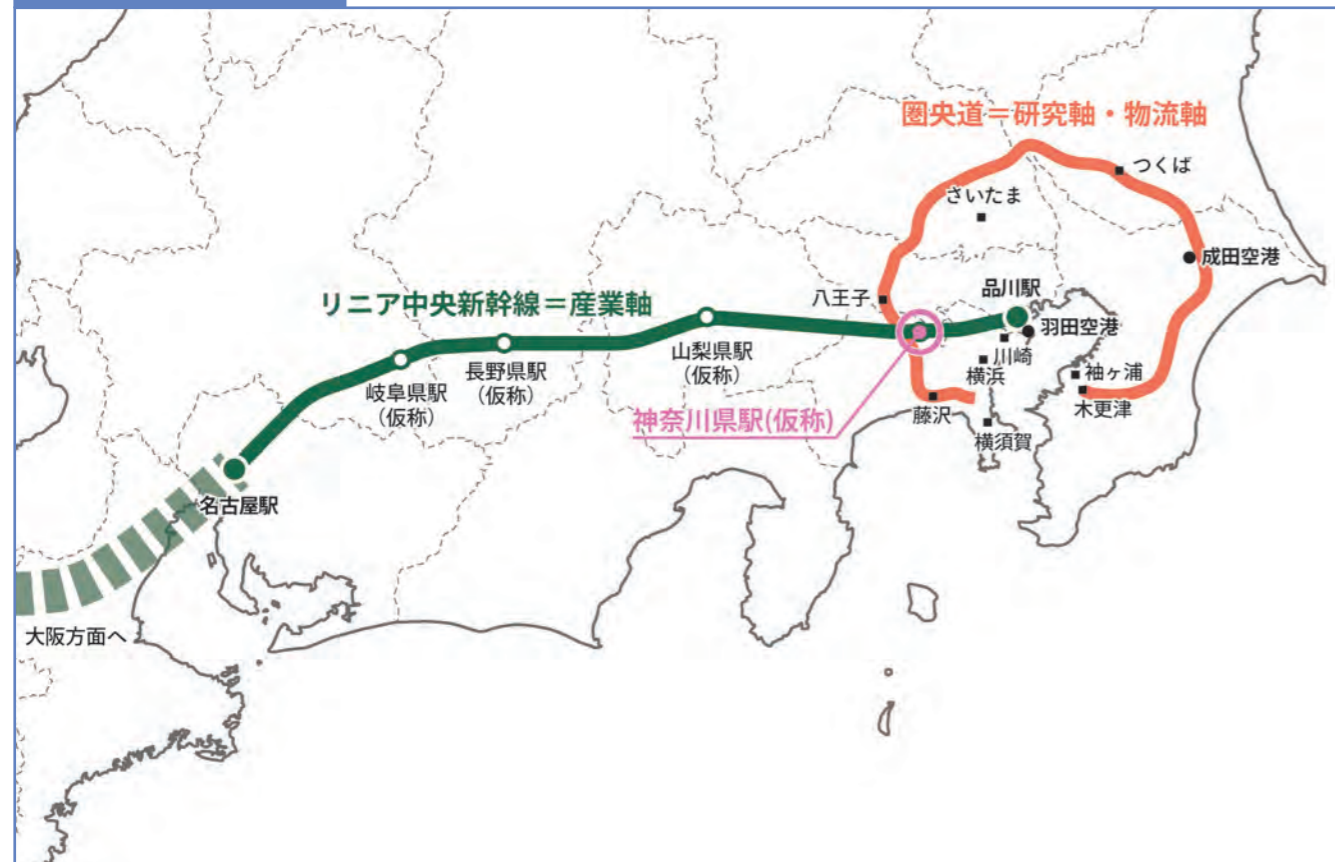 圏央道＝研究軸・物流軸
つくば
さいたま
成田空港
品川駅
八王子
リニア中央新幹線＝産業軸
羽田空港
川崎
山梨県駅
（仮称）
長野県駅
（仮称）
岐阜県駅
（仮称）
横浜
袖ヶ浦
木更津
神奈川県駅(仮称)
藤沢
横須賀
名古屋駅
大阪方面へ